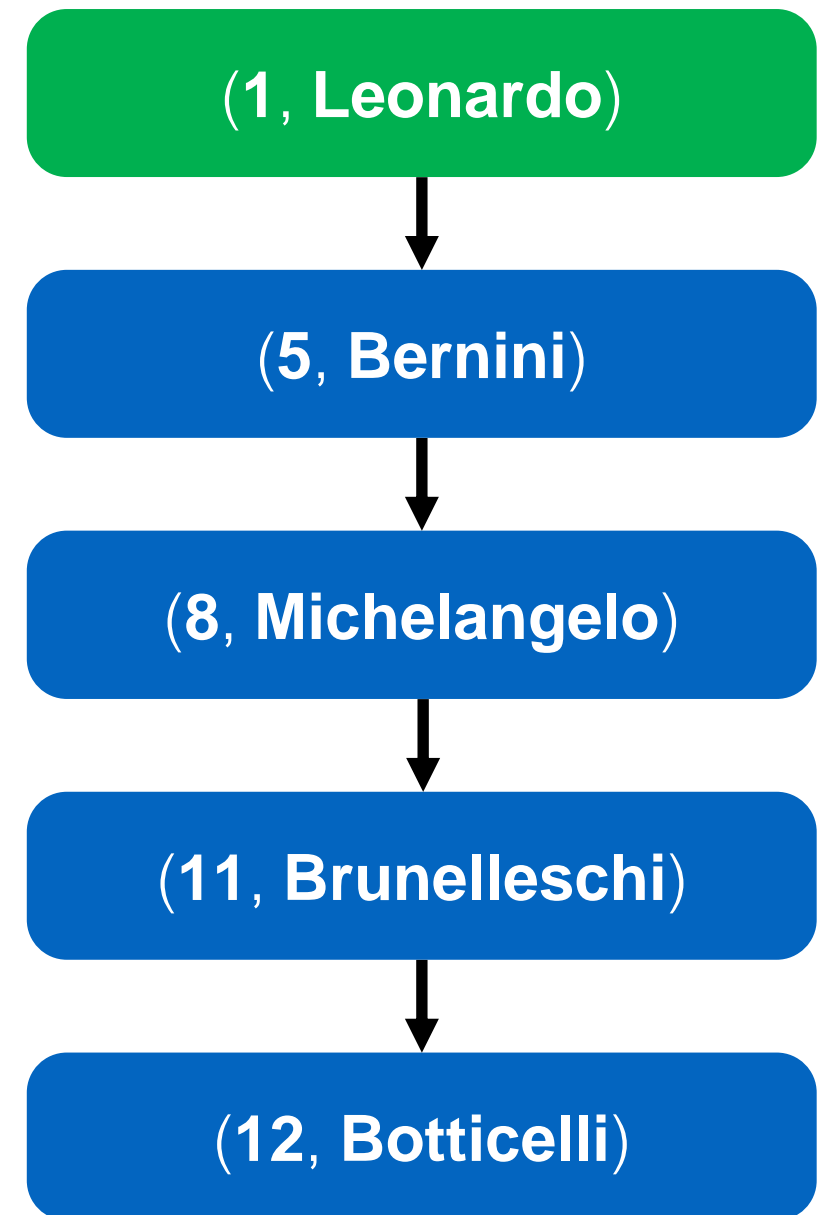 (1, Leonardo)
(5, Bernini)
(8, Michelangelo)
(11, Brunelleschi)
(12, Botticelli)